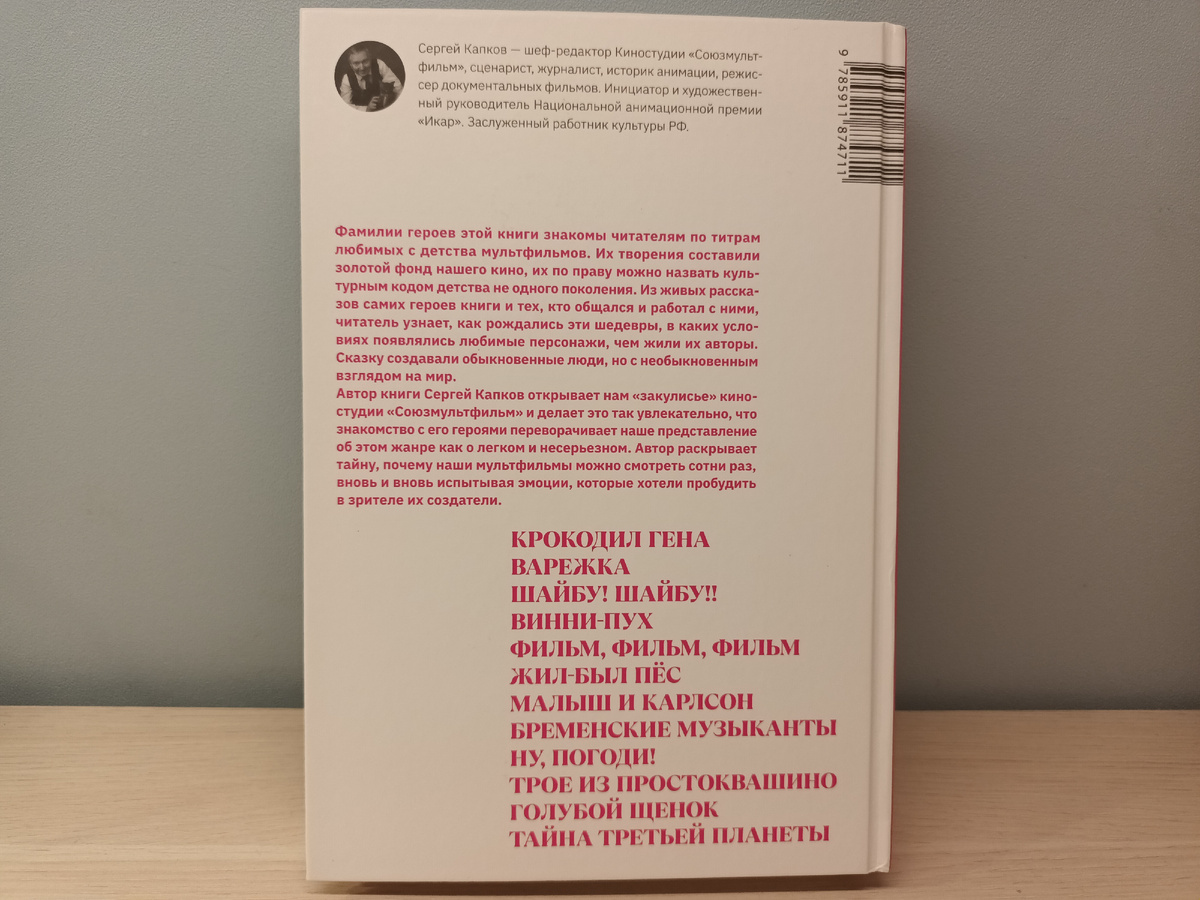 Сергей Капков — шеф-редактор Киностудии «Союзмульт-
фильм», сценарист, журналист, историк анимации, режис-
сер документальных фильмов. Инициатор и художествен-
ный руководитель Национальной анимационной премии
«Икар». Заслуженный работник культуры РФ.
9 785911 874711
Фамилии героев этой книги знакомы читателям по титрам
любимых с детства мультфильмов. Их творения составили
золотой фонд нашего кино, их по праву можно назвать куль-
турным кодом детства не одного поколения. Из живых расска-
зов самих героев книги и тех, кто общался и работал с ними,
читатель узнает, как рождались эти шедевры, в каких усло-
виях появлялись любимые персонажи, чем жили их авторы.
Сказку создавали обыкновенные люди, но с необыкновенным
взглядом на мир.
Автор книги Сергей Капков открывает нам «закулисье» кино-
студии «Союзмультфильм» и делает это так увлекательно, что
знакомство с его героями переворачивает наше представление
об этом жанре как о легком и несерьезном. Автор раскрывает
тайну, почему наши мультфильмы можно смотреть сотни раз,
вновь и вновь испытывая эмоции, которые хотели пробудить
в зрителе их создатели.
КРОКОДИЛ ГЕНА
ВАРЕЖКА
ШАЙБУ! ШАЙБУ!!
ВИННИ-ПУХ
ФИЛЬМ, ФИЛЬМ, ФИЛЬМ
ЖИЛ-БЫЛ ПЁС
МАЛЫШ И КАРЛСОН
БРЕМЕНСКИЕ МУЗЫКАНТЫ
НУ, ПОГОДИ!
ТРОЕ ИЗ ПРОСТОКВАШИНО
ГОЛУБОЙ ЩЕНОК
ТАЙНА ТРЕТЬЕЙ ПЛАНЕТЫ